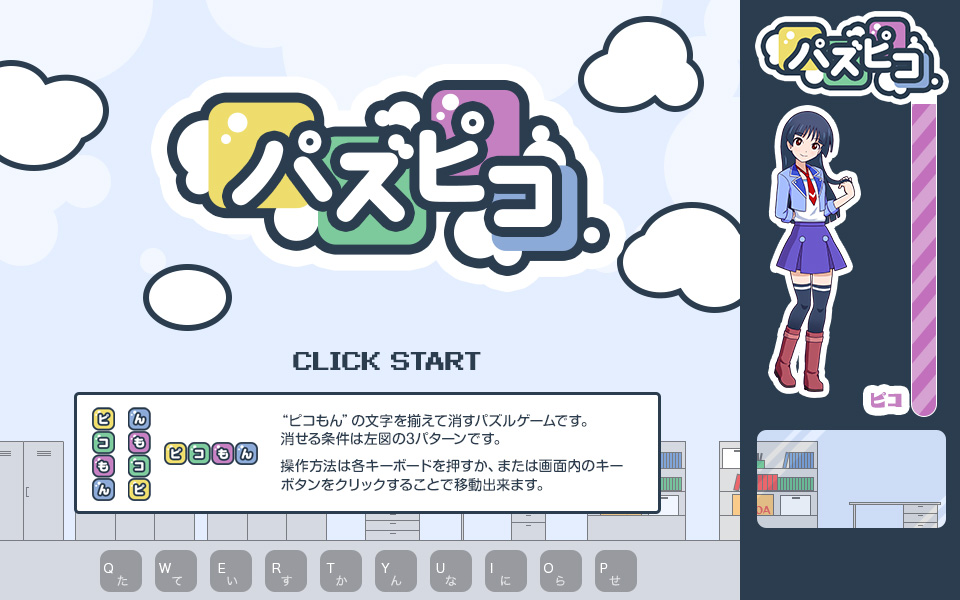 パズピコ
パズピコ
ピコ
CLICK START
ピ ん
コ も
も コ
ん ピ
ピコもん
“ピコもん”の文字を揃えて消すパズルゲームです。
消せる条件は左図の3パターンです。
操作方法は各キーボードを押すか、または画面内のキー
ボタンをクリックすることで移動出来ます。
Q た
W て
E い
R す
T か
Y ん
U な
I に
O ら
P せ